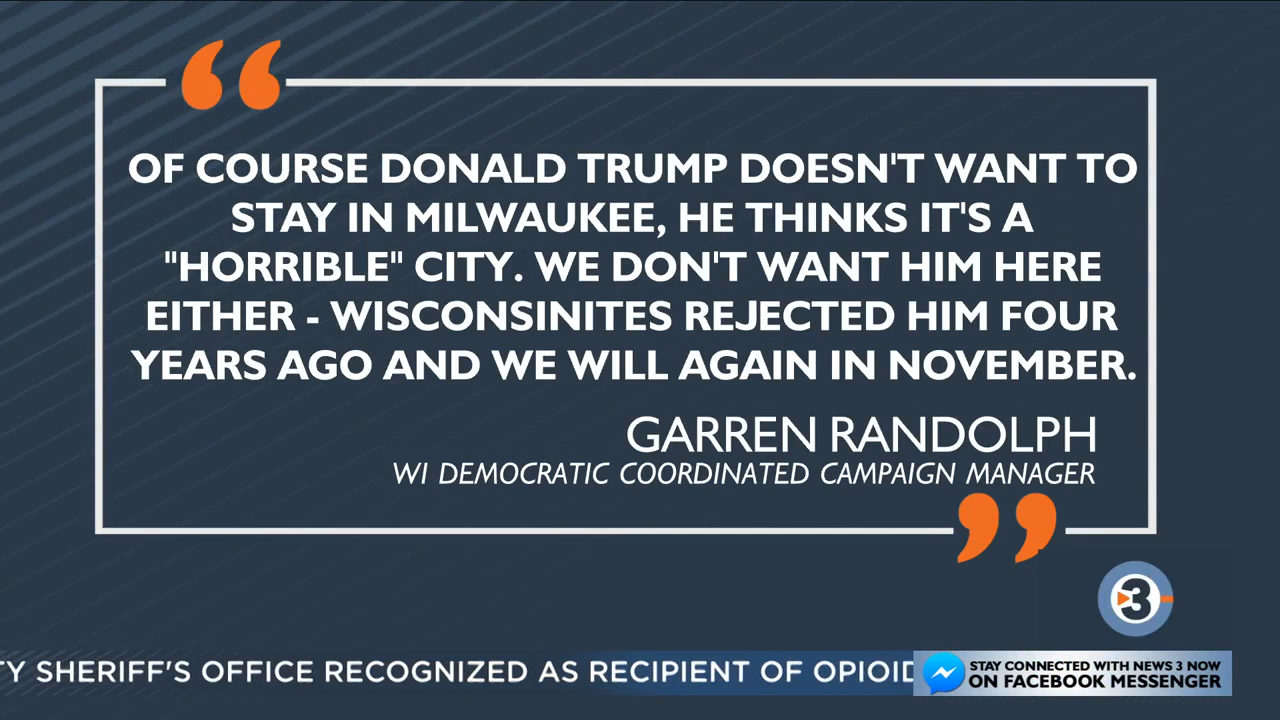 OF COURSE DONALD TRUMP DOESN'T WANT TO
STAY IN MILWAUKEE, HE THINKS IT'S A
"HORRIBLE" CITY. WE DON'T WANT HIM HERE
EITHER - WISCONSINITES REJECTED HIM FOUR
YEARS AGO AND WE WILL AGAIN IN NOVEMBER.
GARREN RANDOLPH
WI DEMOCRATIC COORDINATED CAMPAIGN MANAGER
3
TY SHERIFF'S OFFICE RECOGNIZED AS RECIPIENT OF OPIOID
STAY CONNECTED WITH NEWS 3 NOW
ON FACEBOOK MESSENGER